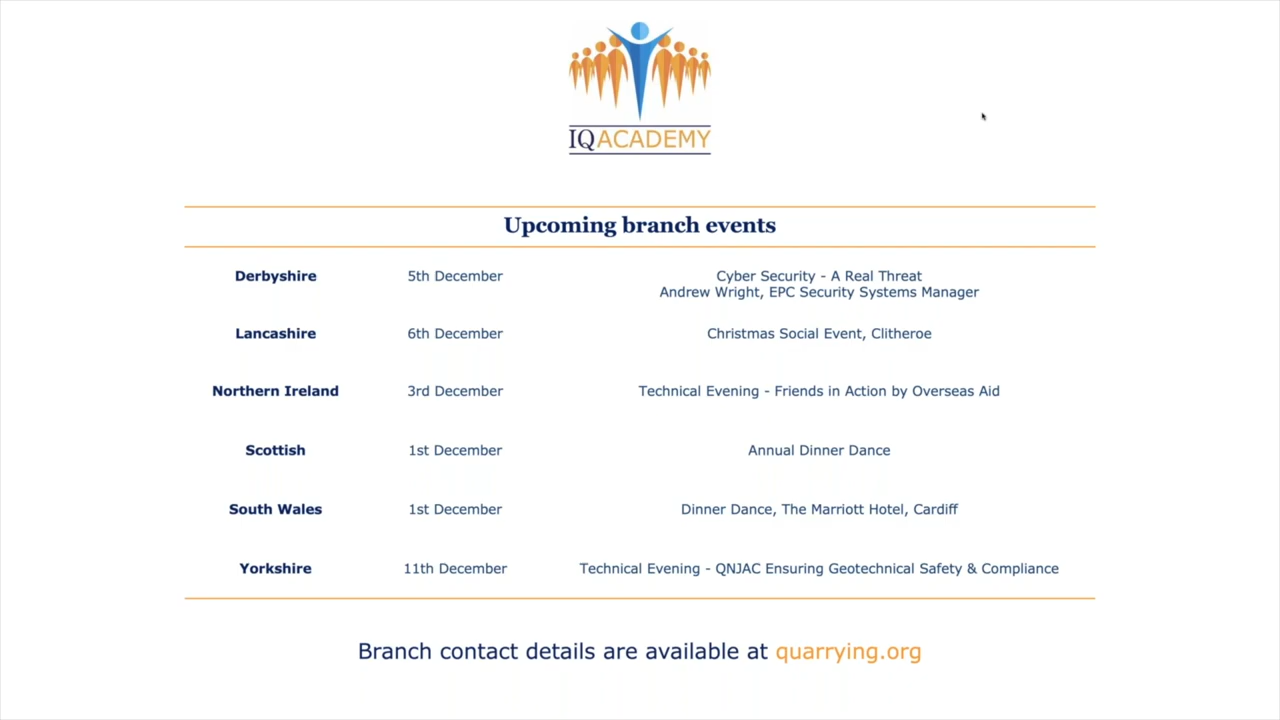 IQACADEMY
Upcoming branch events
Derbyshire 5th December Cyber Security - A Real Threat
Andrew Wright, EPC Security Systems Manager
Lancashire 6th December Christmas Social Event, Clitheroe
Northern Ireland 3rd December Technical Evening - Friends in Action by Overseas Aid
Scottish 1st December Annual Dinner Dance
South Wales 1st December Dinner Dance, The Marriott Hotel, Cardiff
Yorkshire 11th December Technical Evening - QNJAC Ensuring Geotechnical Safety & Compliance
Branch contact details are available at quarrying.org